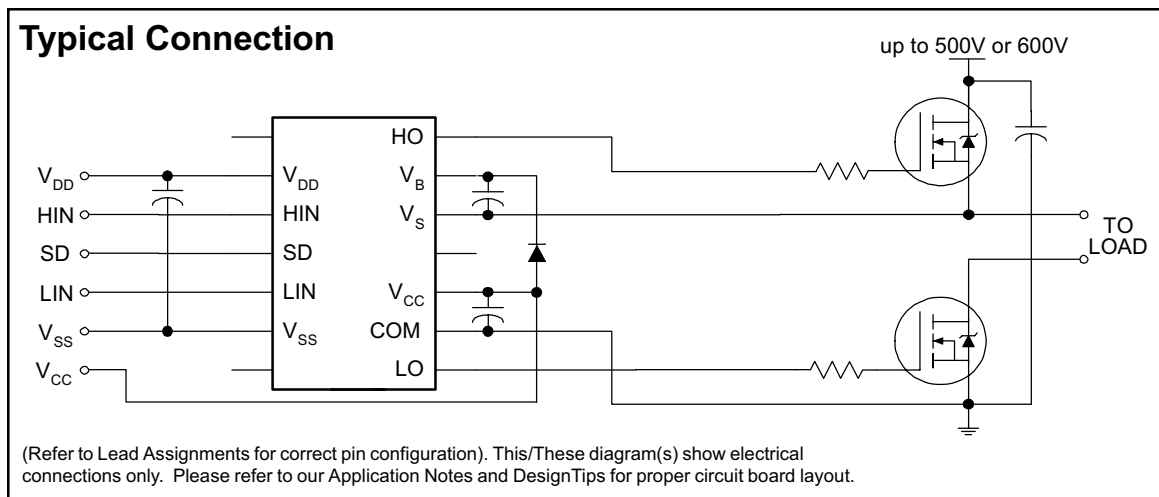 Typical Connection
up to 500V or 600V
HO
VDD
VDD
VB
HIN
HIN
VS
TO
LOAD
SD
SD
LIN
LIN
VCC
VSS
VSS
COM
VCC
LO
(Refer to Lead Assignments for correct pin configuration). This/These diagram(s) show electrical
connections only. Please refer to our Application Notes and DesignTips for proper circuit board layout.